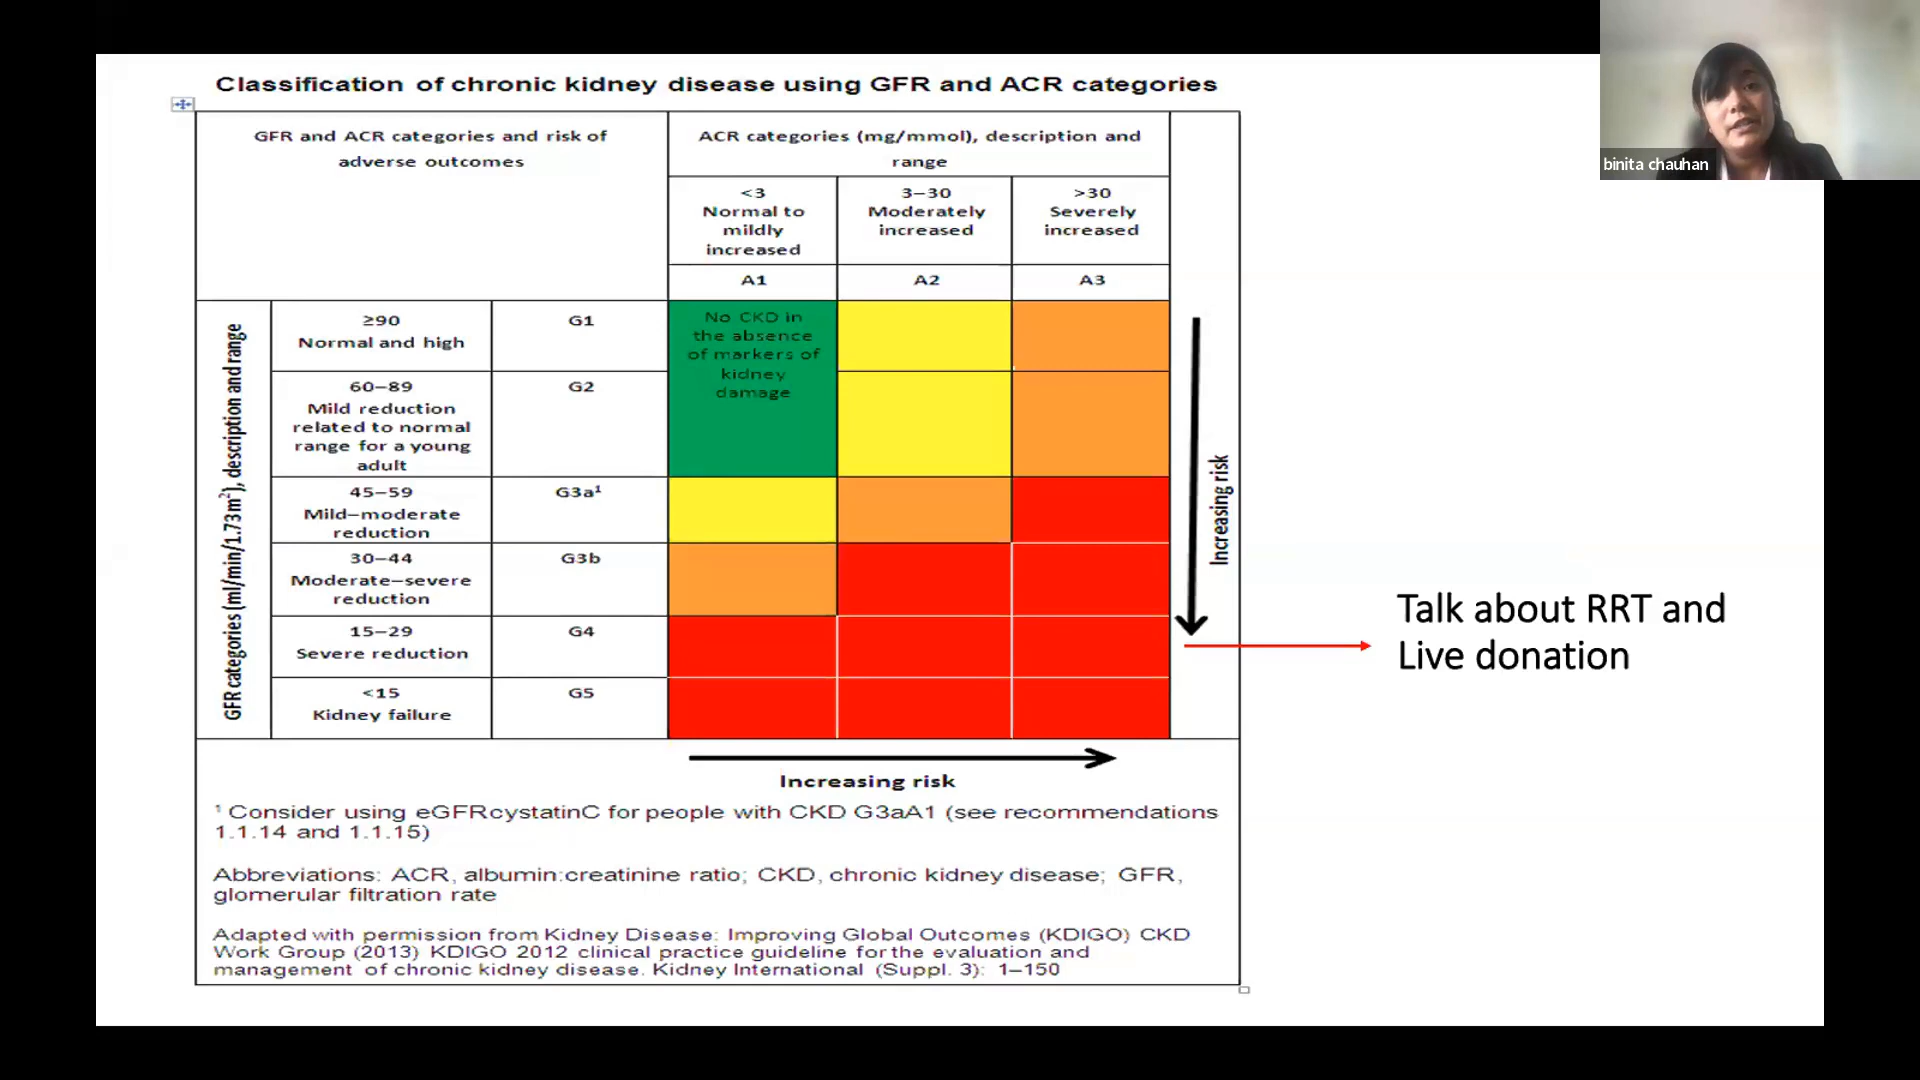 Classification of chronic kidney disease using GFR and ACR categories
GFR and ACR categories and risk of
adverse outcomes
ACR categories (mg/mmol), description and
range
<3
Normal to
mildly
increased
3–30
Moderately
increased
>30
Severely
increased
A1
A2
A3
GFR categories (ml/min/1.73m²), description and range
≥90
Normal and high
G1
No CKD in
the absence
of markers of
kidney
damage
60–89
Mild reduction
related to normal
range for a young
adult
G2
45–59
Mild–moderate
reduction
G3a¹
30–44
Moderate–severe
reduction
G3b
15–29
Severe reduction
G4
<15
Kidney failure
G5
Increasing risk
Increasing risk
¹ Consider using eGFRcystatinC for people with CKD G3aA1 (see recommendations
1.1.14 and 1.1.15)
Abbreviations: ACR, albumin:creatinine ratio; CKD, chronic kidney disease; GFR,
glomerular filtration rate
Adapted with permission from Kidney Disease: Improving Global Outcomes (KDIGO) CKD
Work Group (2013) KDIGO 2012 clinical practice guideline for the evaluation and
management of chronic kidney disease. Kidney International (Suppl. 3): 1–150
Talk about RRT and
Live donation
binita chauhan